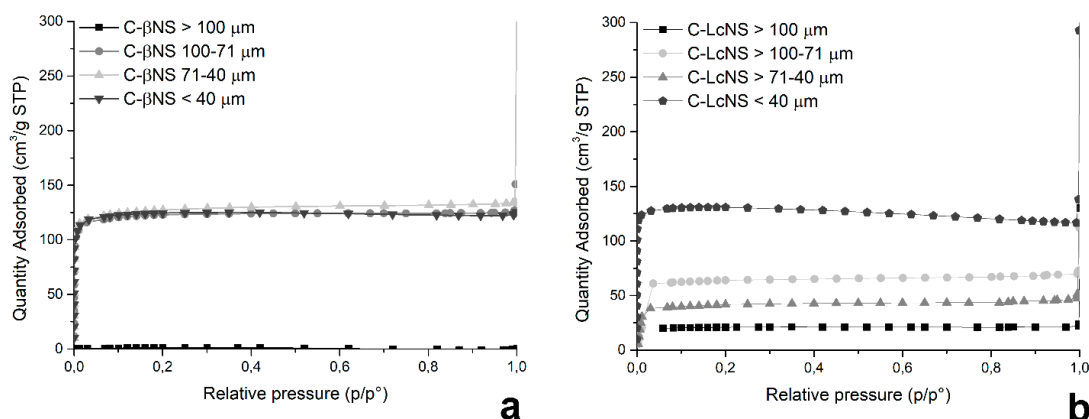 300
250
200
150
100
50
0
Quantity Adsorbed (cm³/g STP)
C-βNS > 100 μm
C-βNS 100-71 μm
C-βNS 71-40 μm
C-βNS < 40 μm
0,0 0,2 0,4 0,6 0,8 1,0
Relative pressure (p/p°)
a
300
250
200
150
100
50
0
Quantity Adsorbed (cm³/g STP)
C-LcNS > 100 μm
C-LcNS > 100-71 μm
C-LcNS > 71-40 μm
C-LcNS < 40 μm
0,0 0,2 0,4 0,6 0,8 1,0
Relative pressure (p/p°)
b